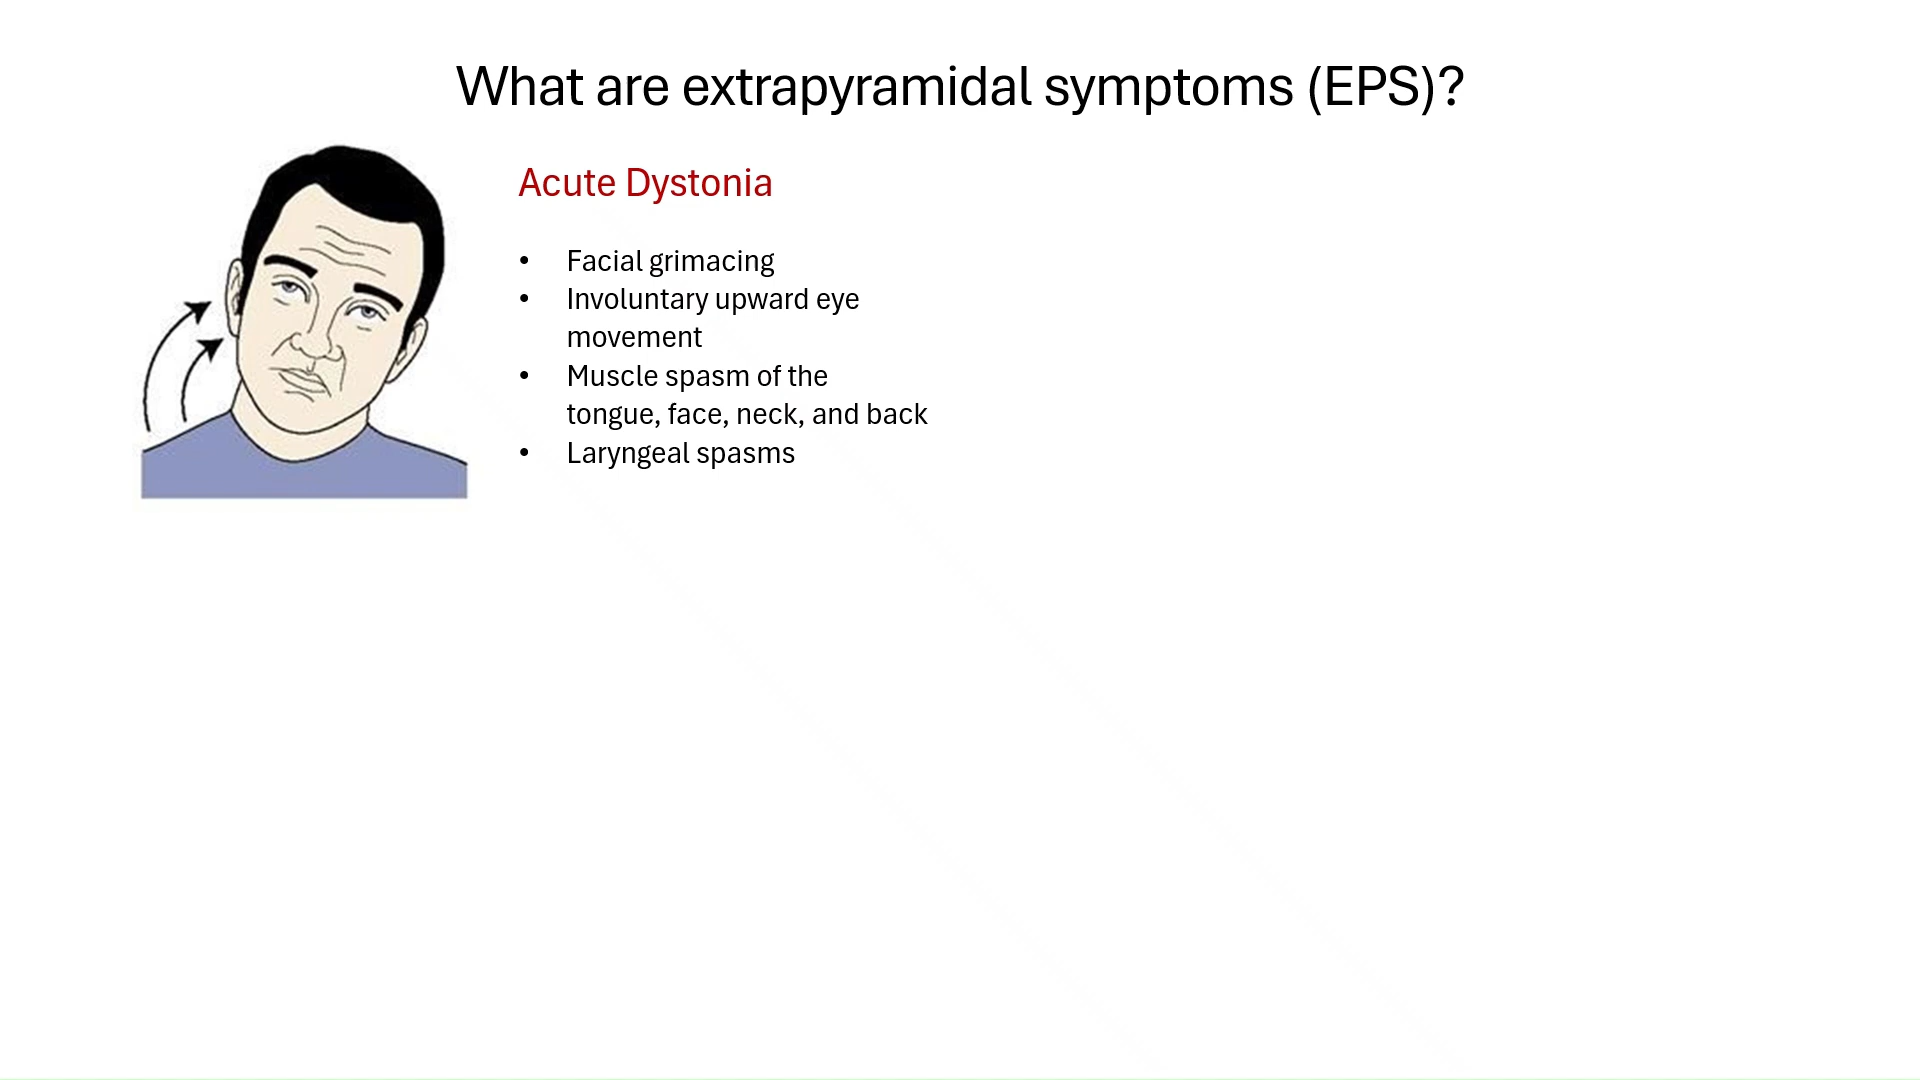 What are extrapyramidal symptoms (EPS)?
Acute Dystonia
• Facial grimacing
• Involuntary upward eye
movement
• Muscle spasm of the
tongue, face, neck, and back
• Laryngeal spasms